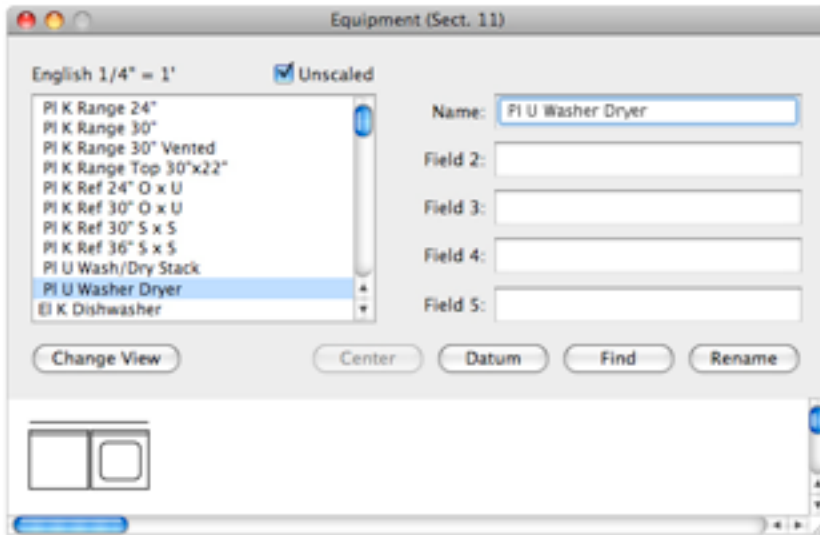 Equipment (Sect. 11)
English 1/4" = 1'
Unscaled
Pl K Range 24"
Pl K Range 30"
Pl K Range 30" Vented
Pl K Range Top 30"x22"
Pl K Ref 24" O x U
Pl K Ref 30" O x U
Pl K Ref 30" S x S
Pl K Ref 36" S x S
Pl U Wash/Dry Stack
Pl U Washer Dryer
El K Dishwasher
Name: Pl U Washer Dryer
Field 2:
Field 3:
Field 4:
Field 5:
Change View
Center
Datum
Find
Rename